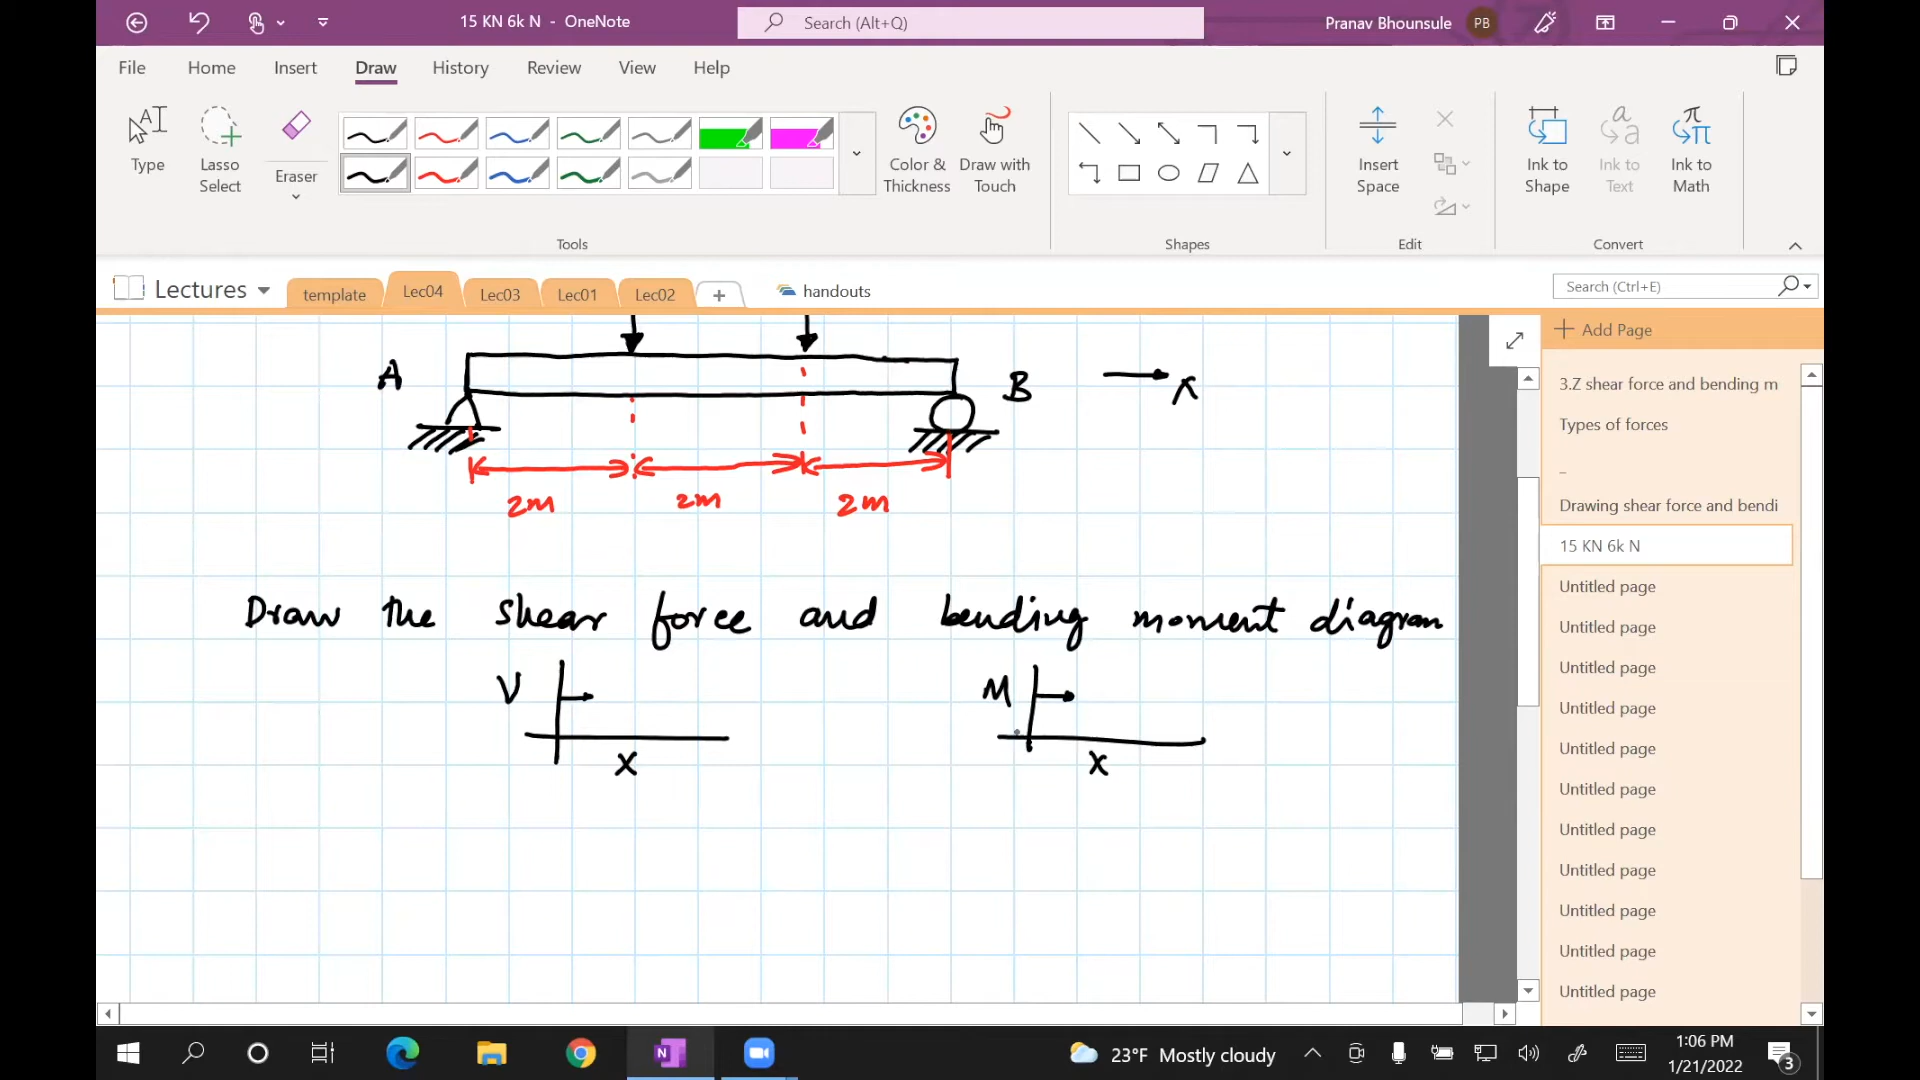 15 KN 6k N - OneNote
Search (Alt+Q)
Pranav Bhounsule PB
File Home Insert Draw History Review View Help
Type
Lasso Select
Eraser
Color & Thickness
Draw with Touch
Insert Space
Ink to Shape
Ink to Text
Ink to Math
Tools
Shapes
Edit
Convert
Lectures
template
Lec04
Lec03
Lec01
Lec02
handouts
Search (Ctrl+E)
A
B
x
2m 2m 2m
Draw the shear force and bending moment diagram
V
x
M
x
Add Page
3.Z shear force and bending m
Types of forces
–
Drawing shear force and bendi
15 KN 6k N
Untitled page
Untitled page
Untitled page
Untitled page
Untitled page
Untitled page
Untitled page
Untitled page
Untitled page
Untitled page
Untitled page
23°F Mostly cloudy
1:06 PM
1/21/2022
3